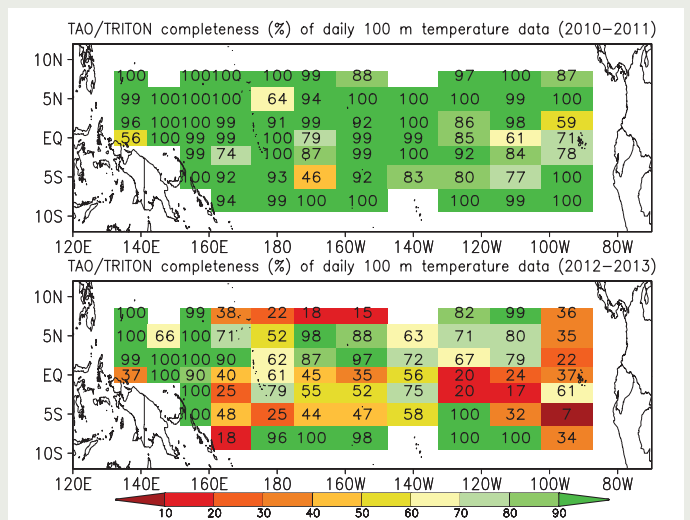 TAO/TRITON completeness (%) of daily 100 m temperature data (2010-2011)
10N
100 100 100 100 99 88 97 100 87
5N 99 100 100 100 64 94 100 100 100 99 100
96 100 100 99 91 99 92 100 86 98 59
EQ 56 100 99 99 100 79 99 99 85 61 71
99 74 100 87 99 100 92 84 78
5S 100 92 93 46 92 83 80 77 100
94 99 100 100 100 99 100
10S
120E 140E 160E 180 160W 140W 120W 100W 80W
TAO/TRITON completeness (%) of daily 100 m temperature data (2012-2013)
10N
100 99 38 22 18 15 82 99 36
5N 100 66 100 71 52 98 88 63 71 80 35
99 100 100 90 62 87 97 72 67 79 22
EQ 37 100 90 40 61 45 35 56 20 24 37
100 25 79 55 52 75 20 17 61
5S 100 48 25 44 47 58 100 32 7
18 96 100 98 100 100 34
10S
120E 140E 160E 180 160W 140W 120W 100W 80W
10 20 30 40 50 60 70 80 90